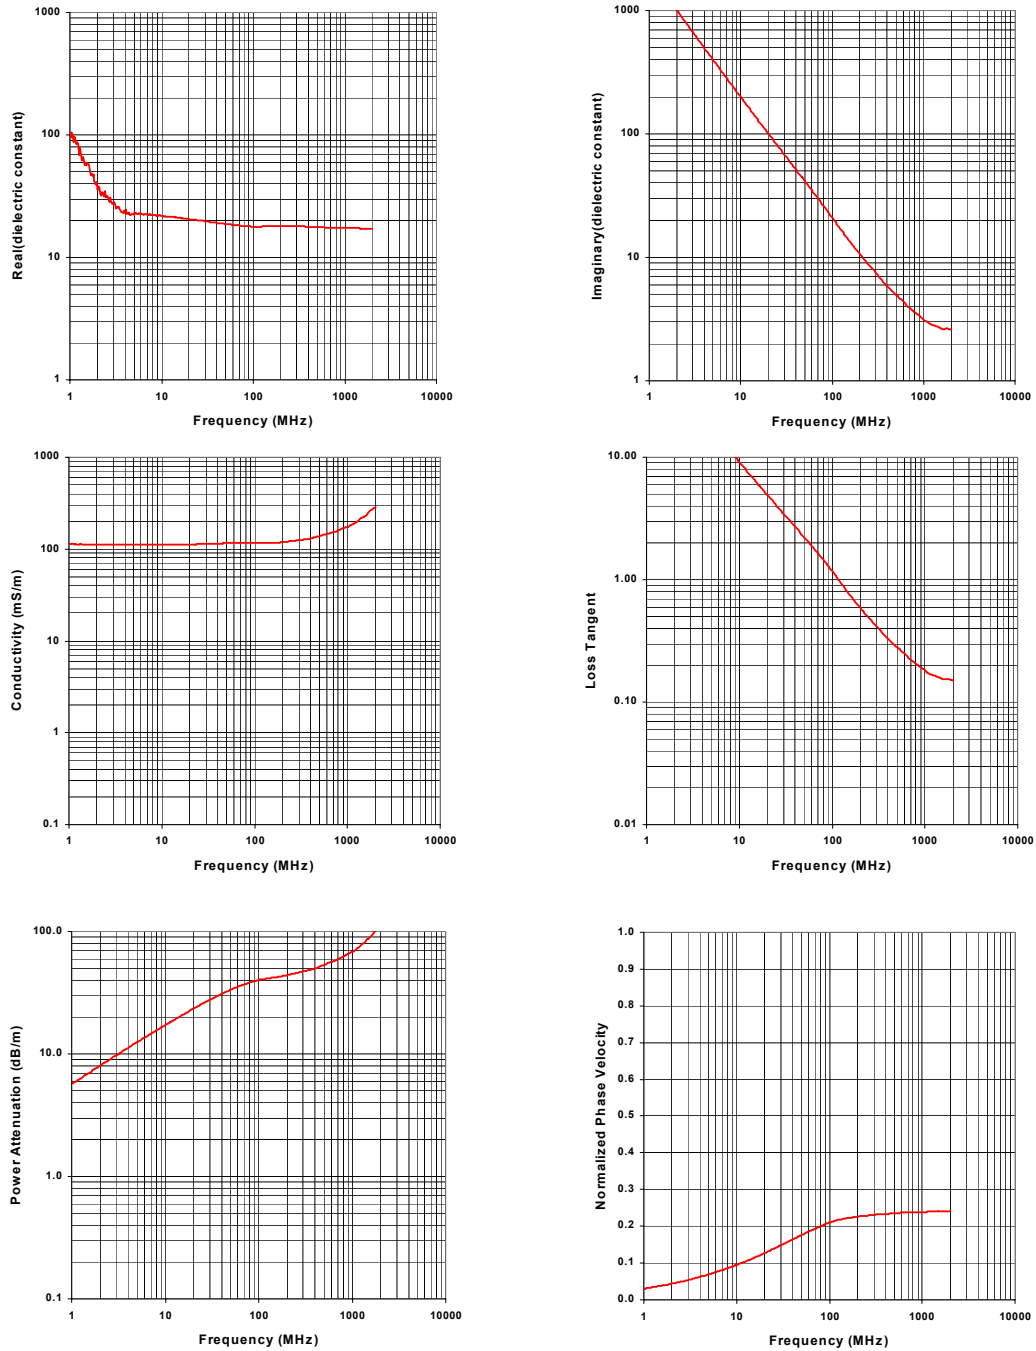 Real(dielectric constant)
1000
100
10
1
1 10 100 1000 10000
Frequency (MHz)
Imaginary(dielectric constant)
1000
100
10
1
1 10 100 1000 10000
Frequency (MHz)
Conductivity (mS/m)
1000
100
10
1
0.1
1 10 100 1000 10000
Frequency (MHz)
Loss Tangent
10.00
1.00
0.10
0.01
1 10 100 1000 10000
Frequency (MHz)
Power Attenuation (dB/m)
100.0
10.0
1.0
0.1
1 10 100 1000 10000
Frequency (MHz)
Normalized Phase Velocity
1.0
0.9
0.8
0.7
0.6
0.5
0.4
0.3
0.2
0.1
0.0
1 10 100 1000 10000
Frequency (MHz)